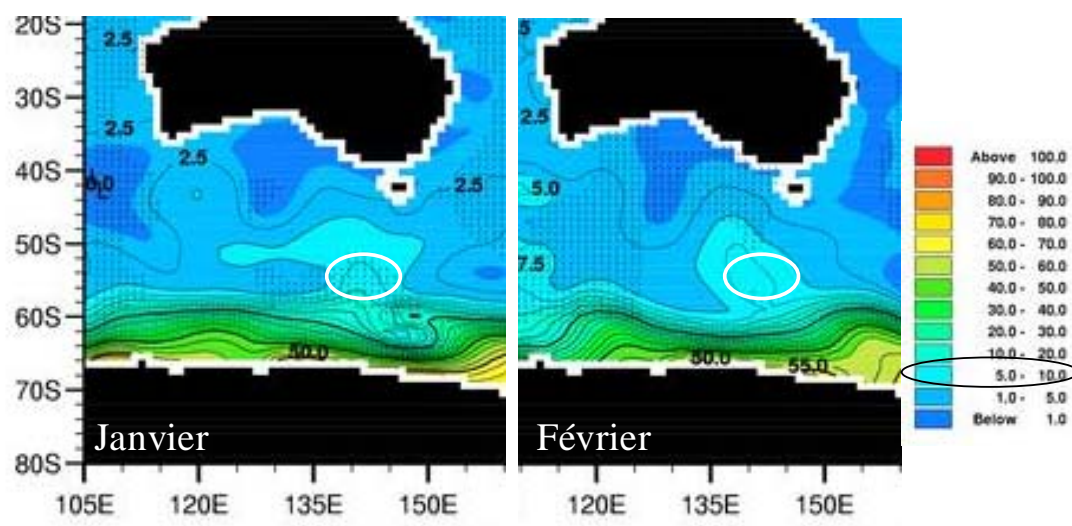 20S
30S
40S
50S
60S
70S
80S
2.5
2.5
2.5
2.5
50.0
Janvier
105E 120E 135E 150E
2.5
5.0
7.5
50.0
55.0
Février
120E 135E 150E
Above 100.0
90.0 - 100.0
80.0 - 90.0
70.0 - 80.0
60.0 - 70.0
50.0 - 60.0
40.0 - 50.0
30.0 - 40.0
20.0 - 30.0
10.0 - 20.0
5.0 - 10.0
1.0 - 5.0
Below 1.0